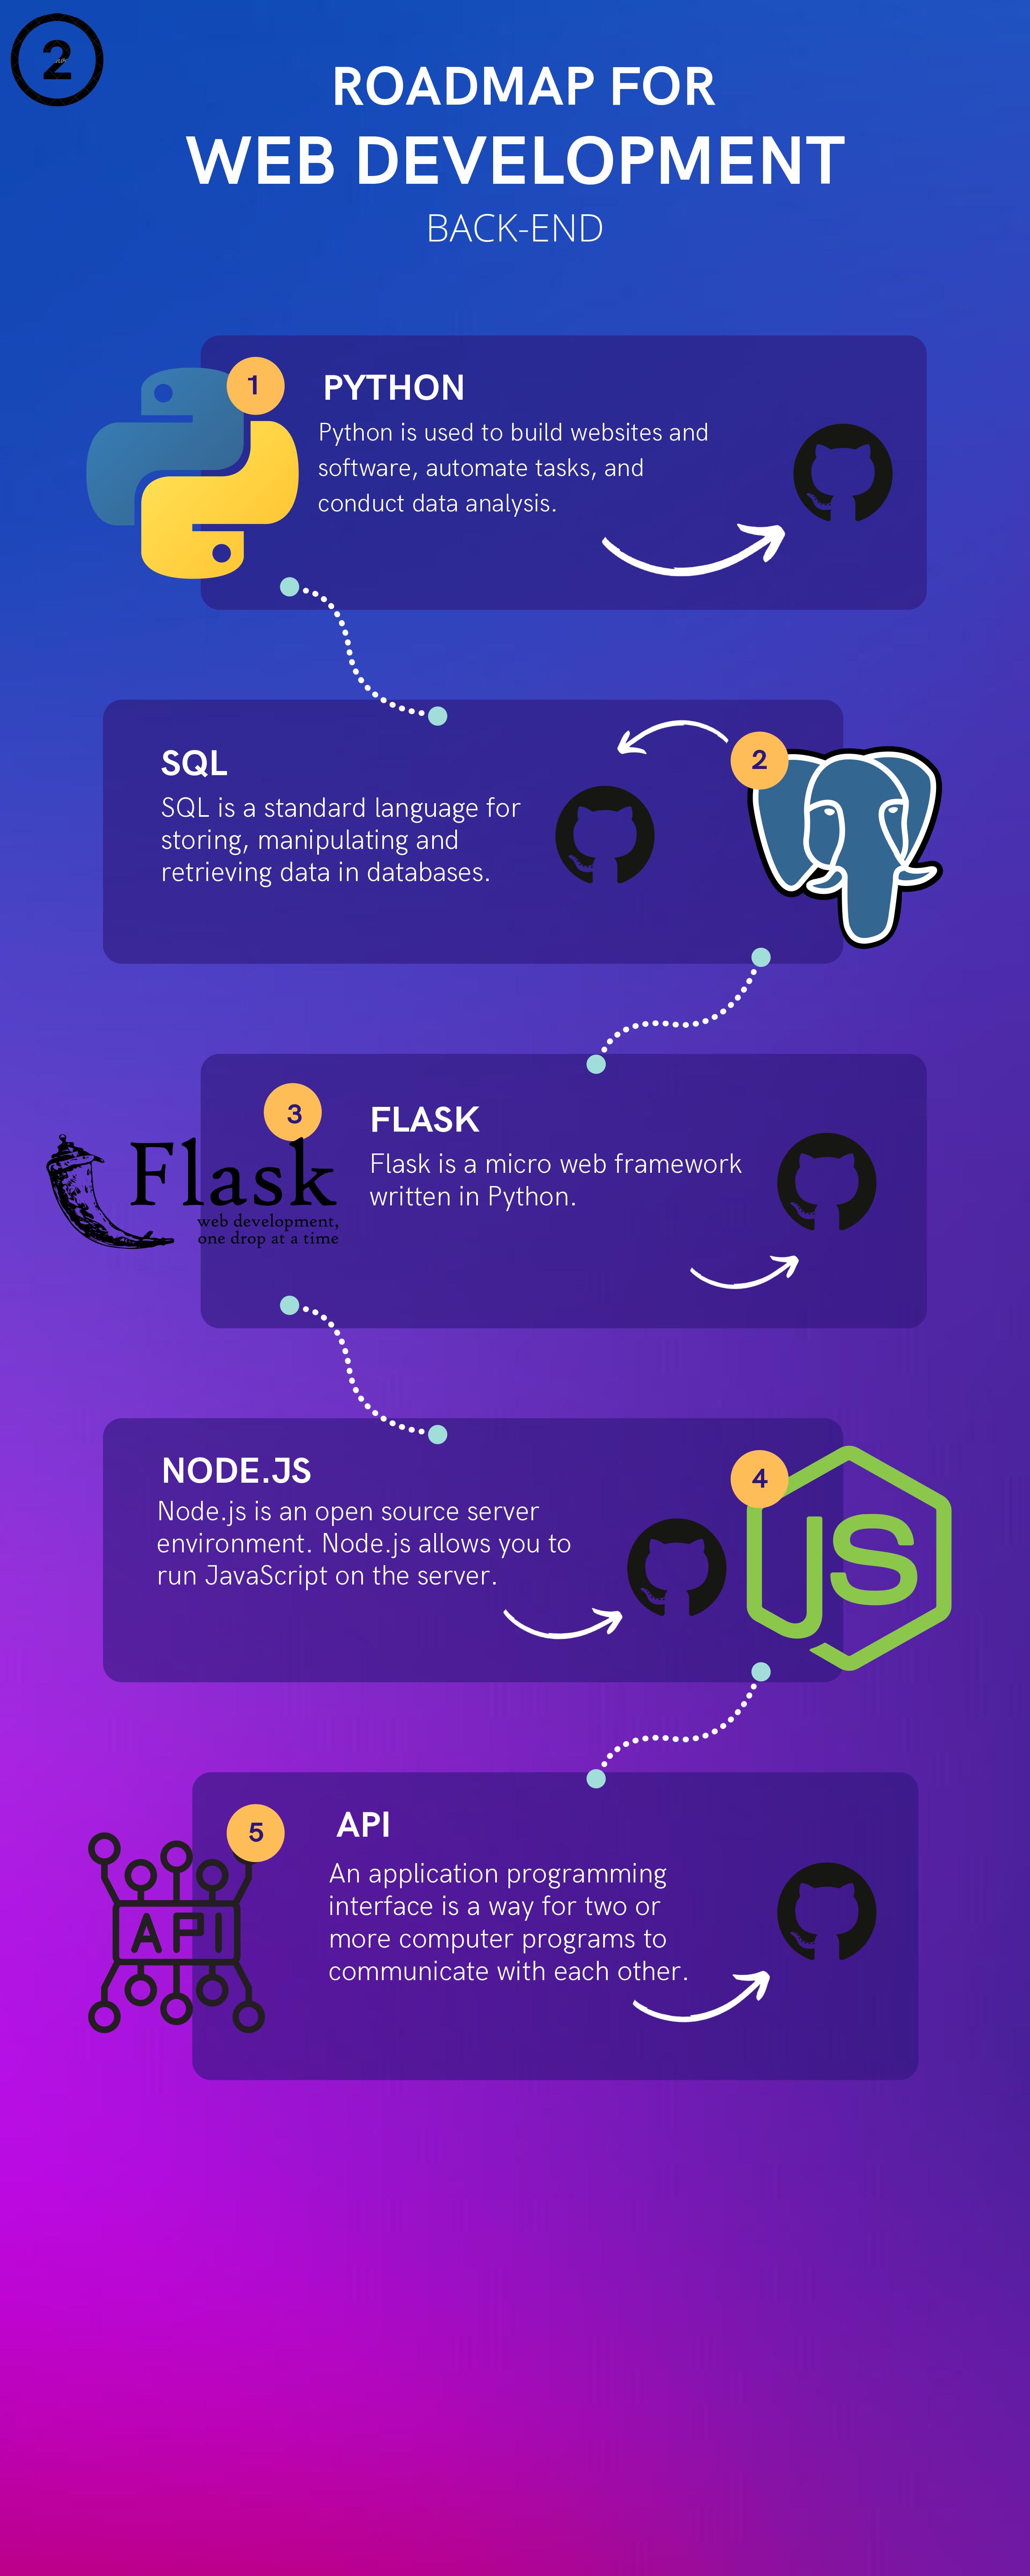 2
ROADMAP FOR
WEB DEVELOPMENT
BACK-END
1
PYTHON
Python is used to build websites and
software, automate tasks, and
conduct data analysis.
2
SQL
SQL is a standard language for
storing, manipulating and
retrieving data in databases.
3
FLASK
Flask is a micro web framework
written in Python.
Flask
web development,
one drop at a time
4
NODE.JS
Node.js is an open source server
environment. Node.js allows you to
run JavaScript on the server.
JS
5
API
An application programming
interface is a way for two or
more computer programs to
communicate with each other.
API